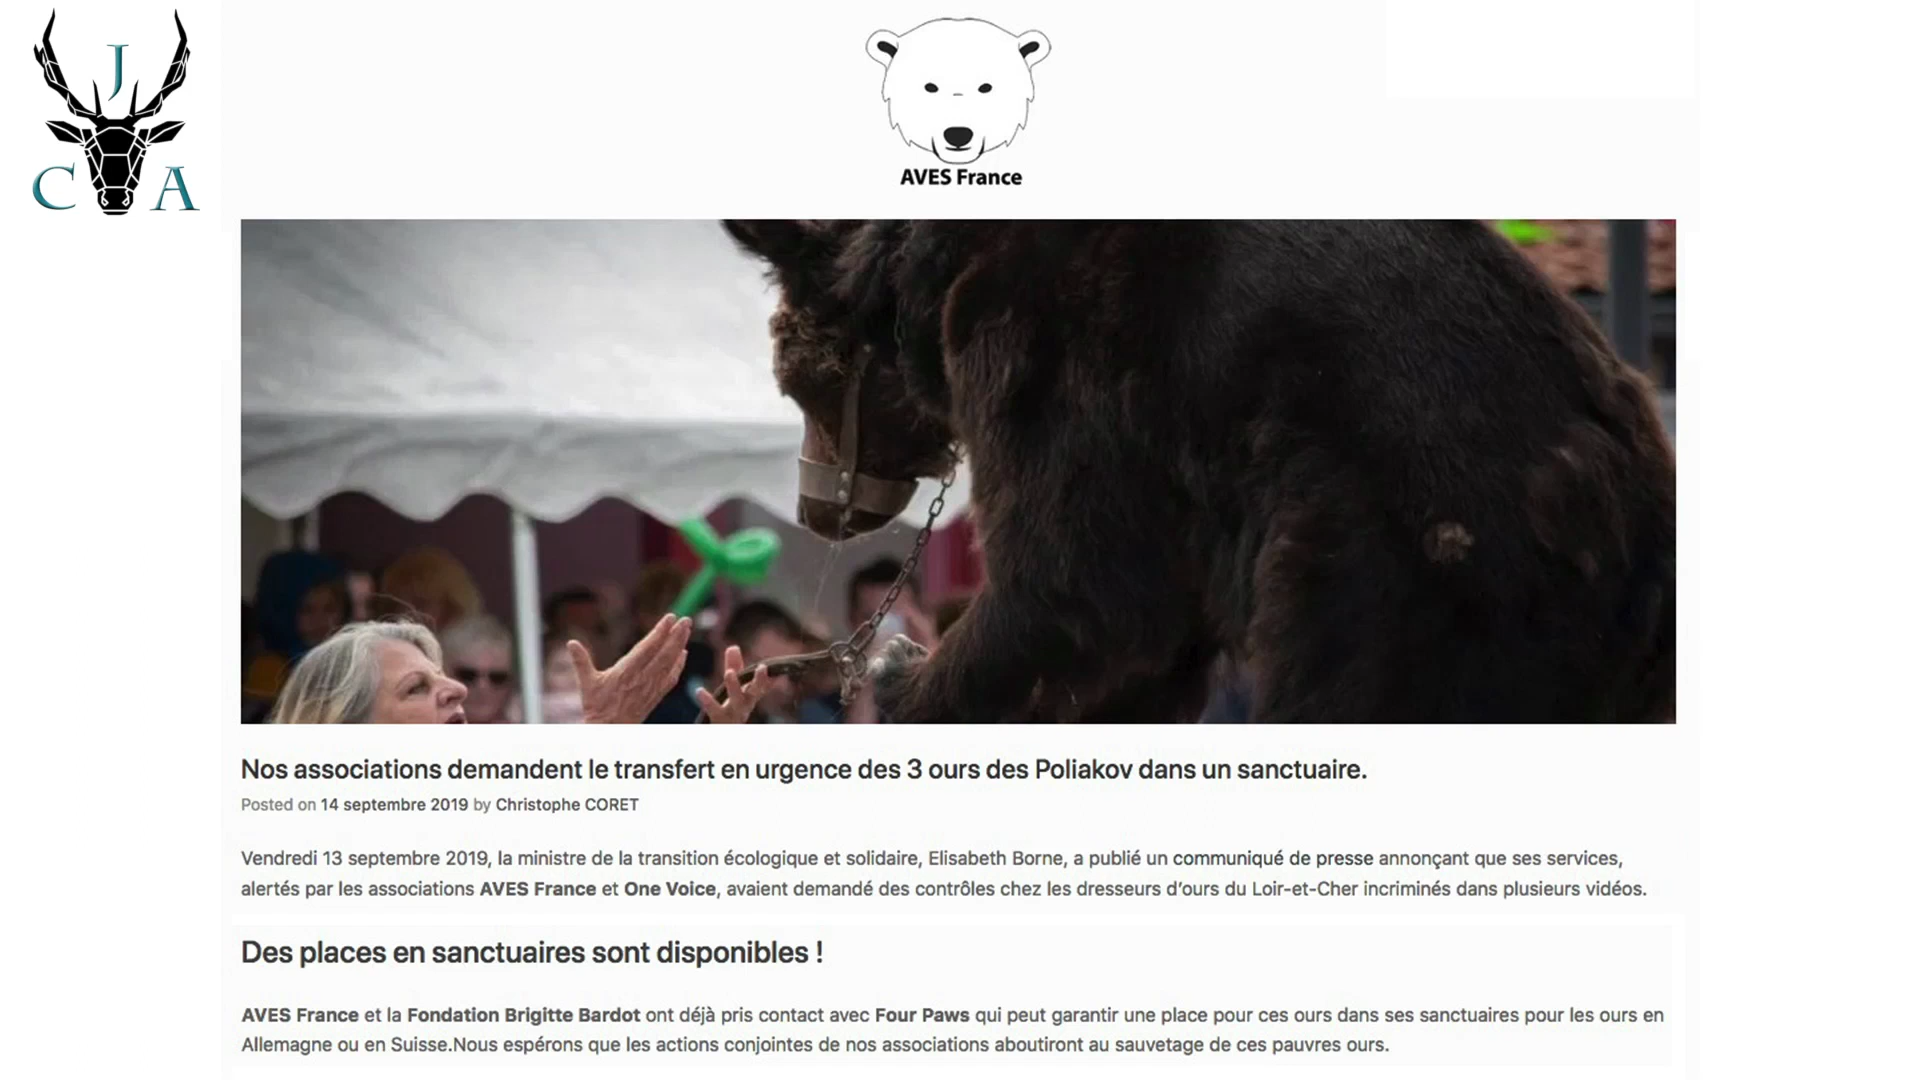 J
C A
AVES France
Nos associations demandent le transfert en urgence des 3 ours des Poliakov dans un sanctuaire.
Posted on 14 septembre 2019 by Christophe CORET
Vendredi 13 septembre 2019, la ministre de la transition écologique et solidaire, Elisabeth Borne, a publié un communiqué de presse annonçant que ses services,
alertés par les associations AVES France et One Voice, avaient demandé des contrôles chez les dresseurs d’ours du Loir-et-Cher incriminés dans plusieurs vidéos.
Des places en sanctuaires sont disponibles !
AVES France et la Fondation Brigitte Bardot ont déjà pris contact avec Four Paws qui peut garantir une place pour ces ours dans ses sanctuaires pour les ours en
Allemagne ou en Suisse.Nous espérons que les actions conjointes de nos associations aboutiront au sauvetage de ces pauvres ours.